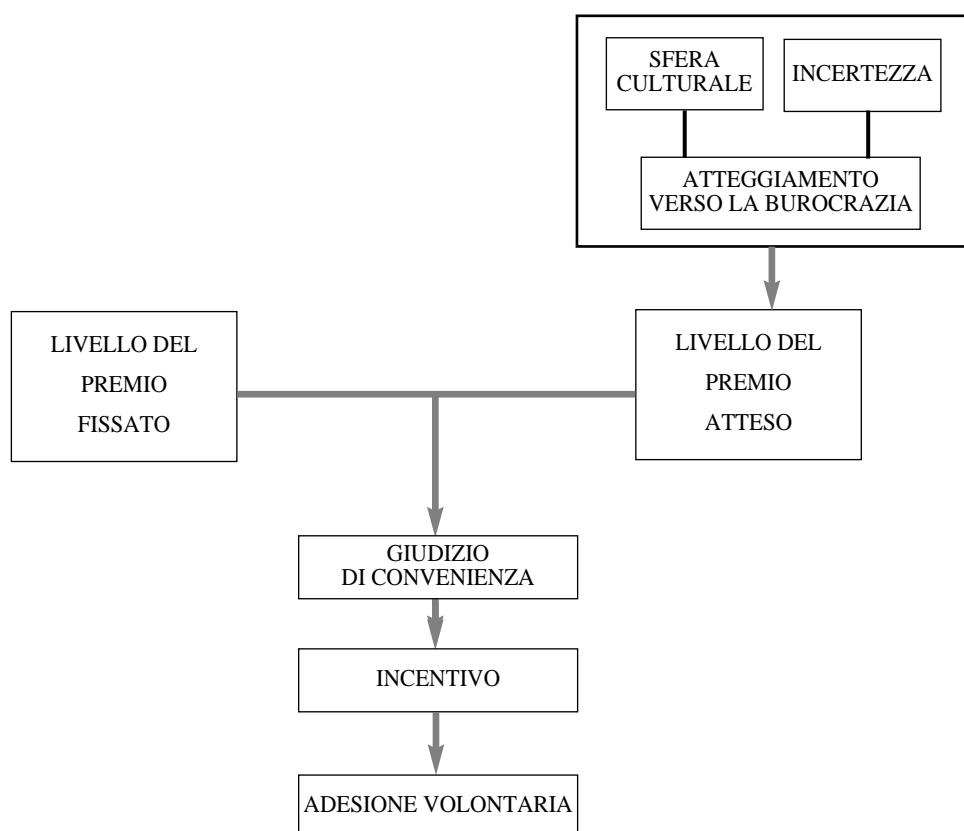 SFERA
CULTURALE
INCERTEZZA
ATTEGGIAMENTO
VERSO LA BUROCRAZIA
LIVELLO DEL
PREMIO
FISSATO
LIVELLO DEL
PREMIO
ATTESO
GIUDIZIO
DI CONVENIENZA
INCENTIVO
ADESIONE VOLONTARIA